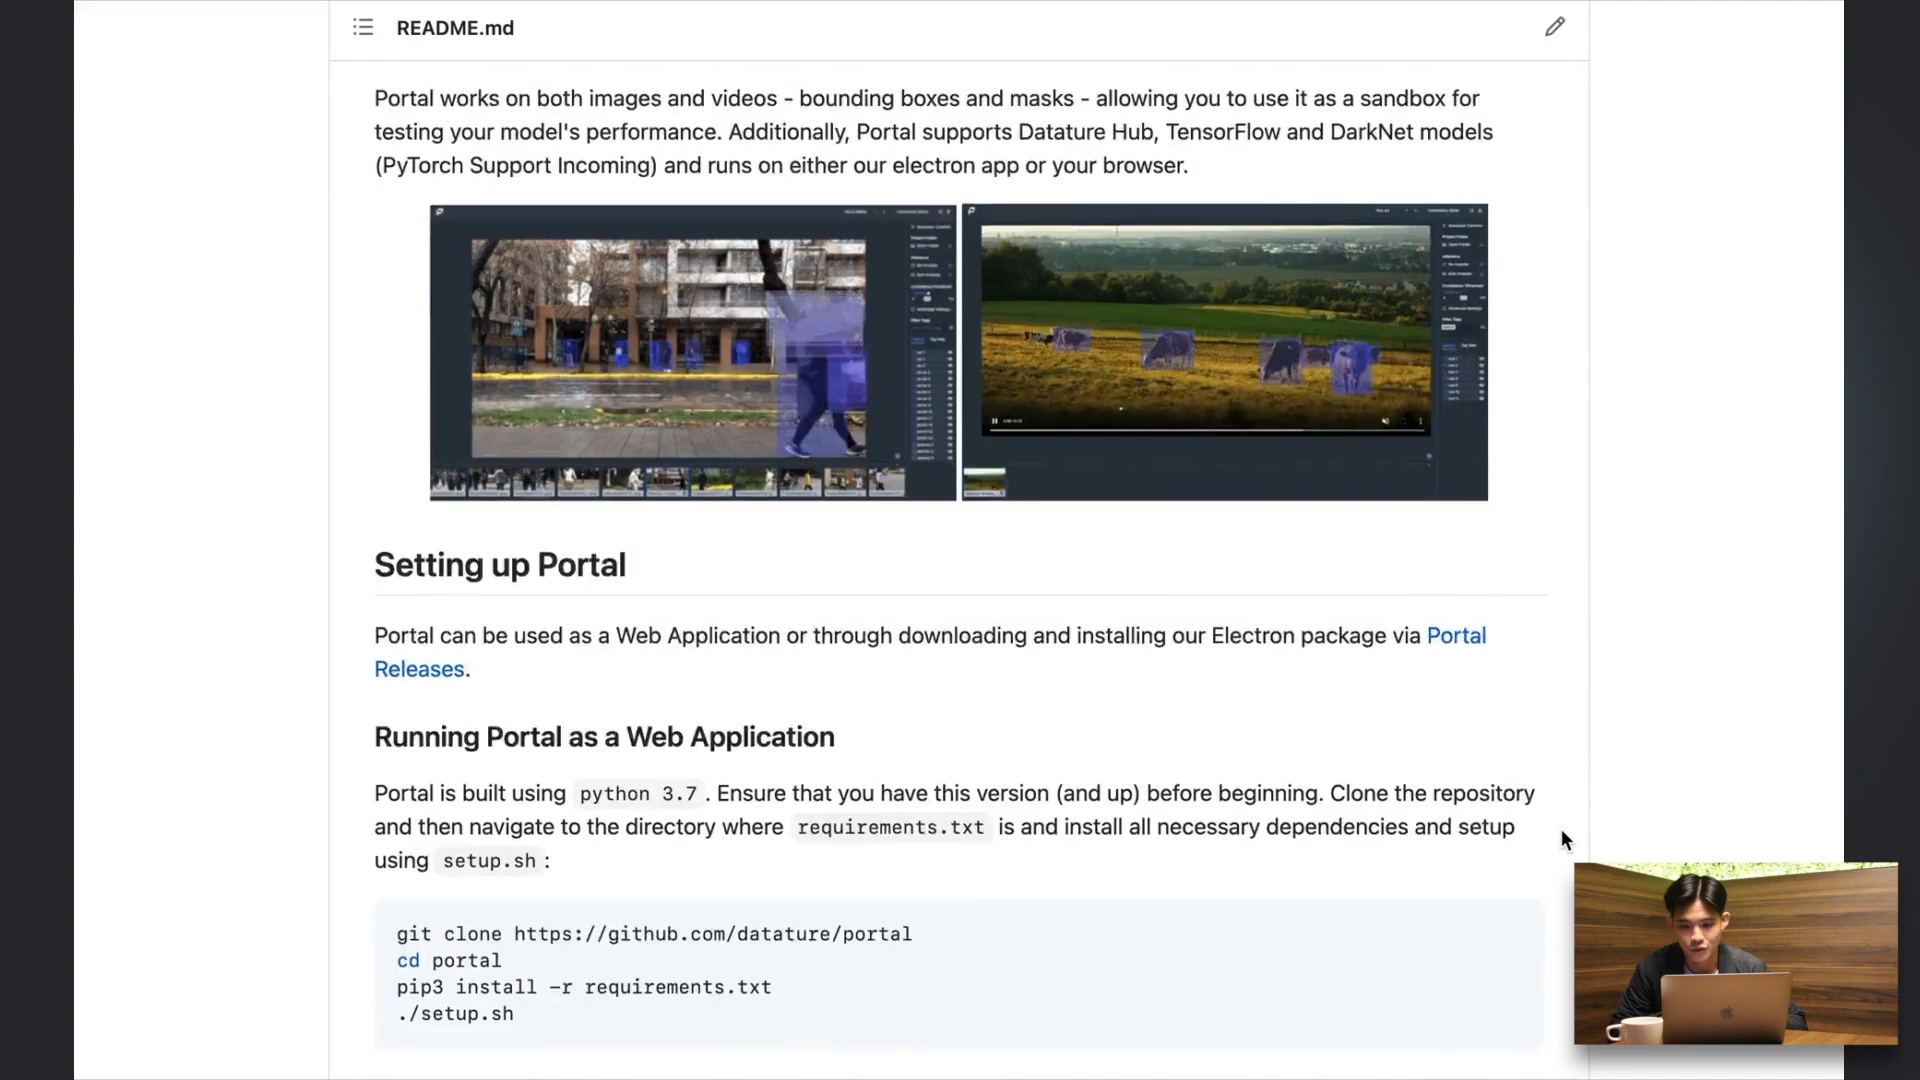 README.md
Portal works on both images and videos - bounding boxes and masks - allowing you to use it as a sandbox for
testing your model's performance. Additionally, Portal supports Datature Hub, TensorFlow and DarkNet models
(PyTorch Support Incoming) and runs on either our electron app or your browser.
Setting up Portal
Portal can be used as a Web Application or through downloading and installing our Electron package via Portal
Releases.
Running Portal as a Web Application
Portal is built using python 3.7. Ensure that you have this version (and up) before beginning. Clone the repository
and then navigate to the directory where requirements.txt is and install all necessary dependencies and setup
using setup.sh:
git clone https://github.com/datature/portal
cd portal
pip3 install -r requirements.txt
./setup.sh